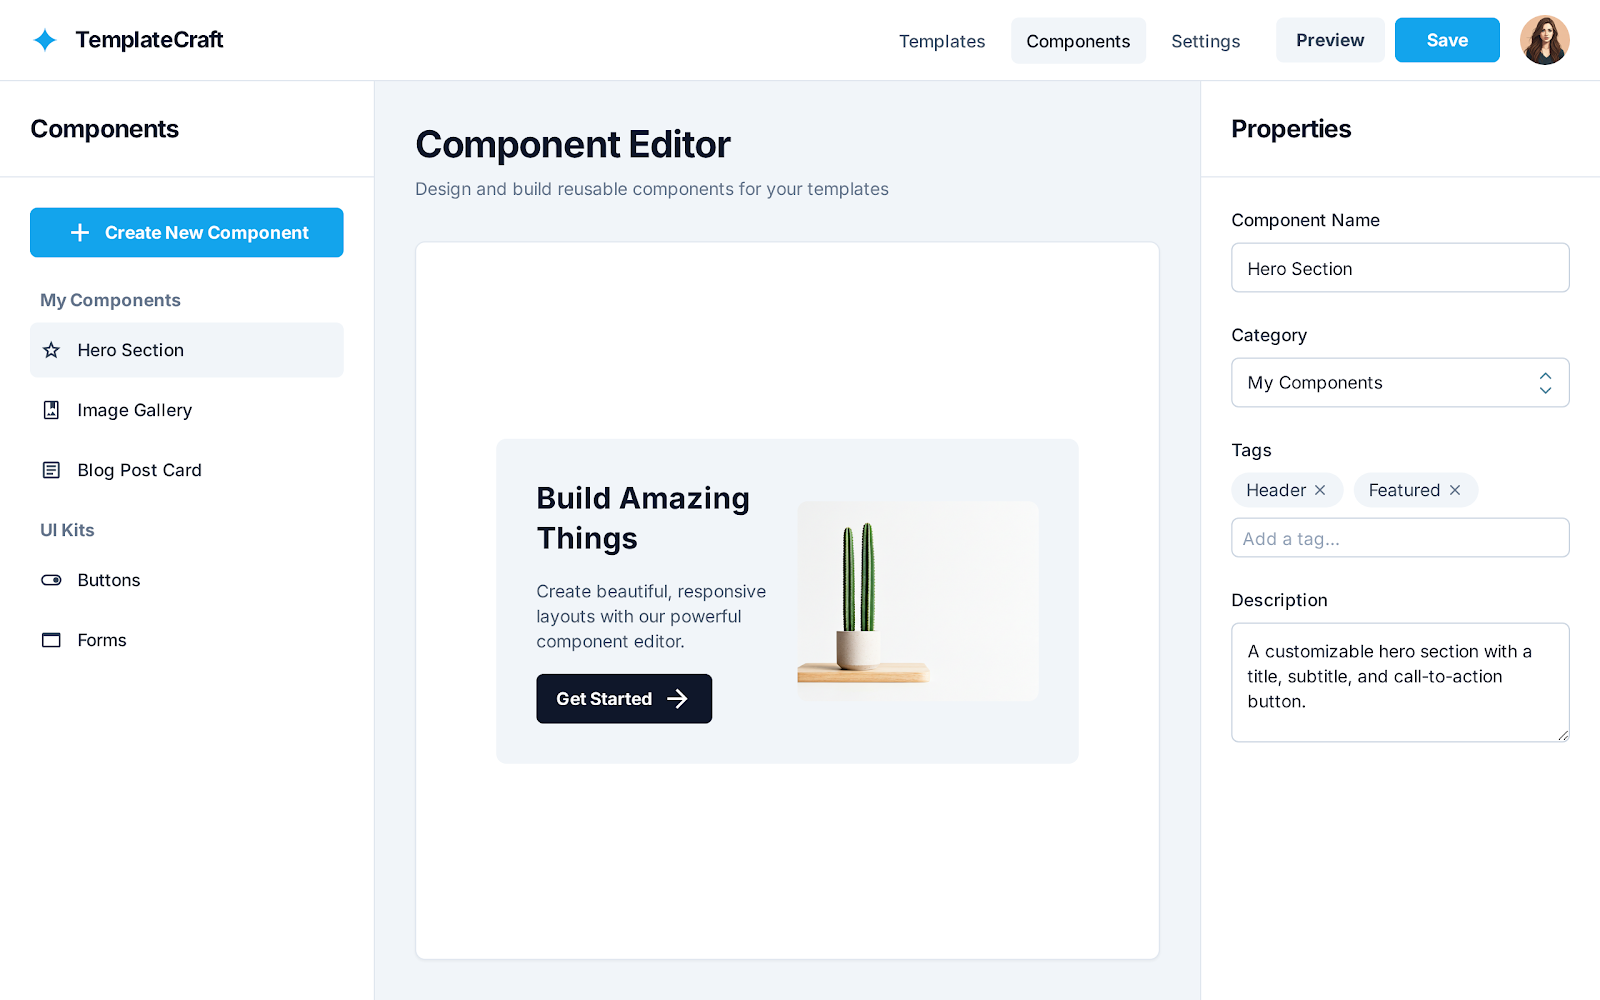 TemplateCraft
Templates
Components
Settings
Preview
Save
Components
Create New Component
My Components
Hero Section
Image Gallery
Blog Post Card
UI Kits
Buttons
Forms
Component Editor
Design and build reusable components for your templates
Build Amazing
Things
Create beautiful, responsive
layouts with our powerful
component editor.
Get Started
Properties
Component Name
Hero Section
Category
My Components
Tags
Header
Featured
Add a tag...
Description
A customizable hero section with a
title, subtitle, and call-to-action
button.